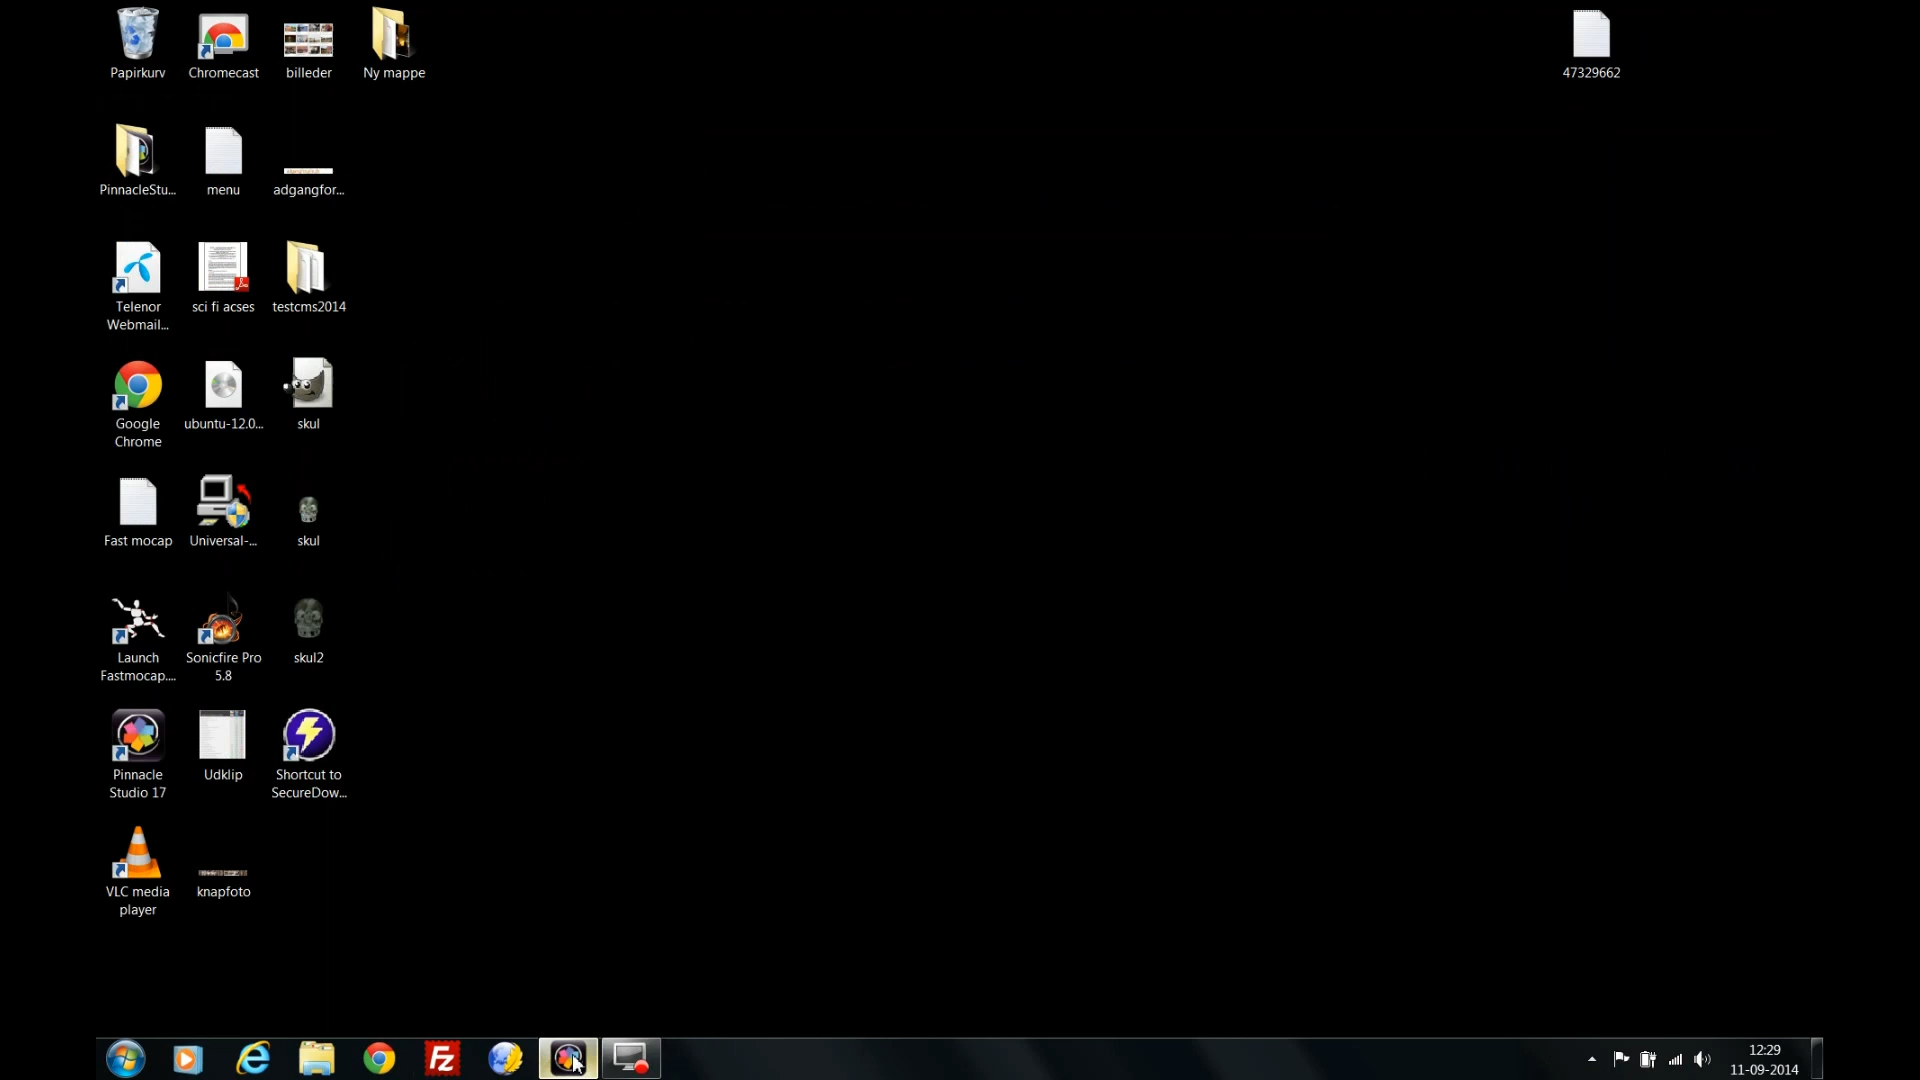 Papirkurv
Chromecast
billeder
Ny mappe
47329662
PinnacleStu...
menu
adgangfor...
Telenor
Webmail...
sci fi acses
testcms2014
Google
Chrome
ubuntu-12.0...
skul
Fast mocap
Universal-...
skul
Launch
Fastmocap....
Sonicfire Pro
5.8
skul2
Pinnacle
Studio 17
Udklip
Shortcut to
SecureDow...
VLC media
player
knapfoto
Fz
12:29
11-09-2014